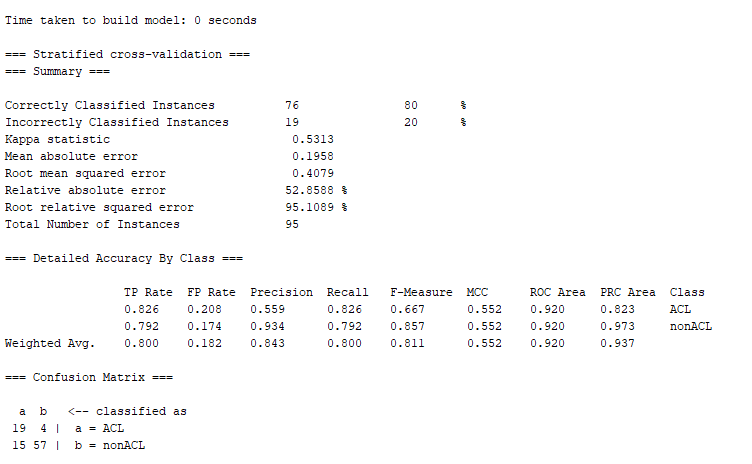 Time taken to build model: 0 seconds
=== Stratified cross-validation ===
=== Summary ===
Correctly Classified Instances          76               80      %
Incorrectly Classified Instances        19               20      %
Kappa statistic                          0.5313
Mean absolute error                      0.1958
Root mean squared error                  0.4079
Relative absolute error                 52.8588 %
Root relative squared error             95.1089 %
Total Number of Instances               95
=== Detailed Accuracy By Class ===
                 TP Rate  FP Rate  Precision  Recall   F-Measure  MCC      ROC Area  PRC Area  Class
                 0.826    0.208    0.559      0.826    0.667      0.552    0.920     0.823     ACL
                 0.792    0.174    0.934      0.792    0.857      0.552    0.920     0.973     nonACL
Weighted Avg.    0.800    0.182    0.843      0.800    0.811      0.552    0.920     0.937
=== Confusion Matrix ===
  a  b   <-- classified as
 19  4 |  a = ACL
 15 57 |  b = nonACL